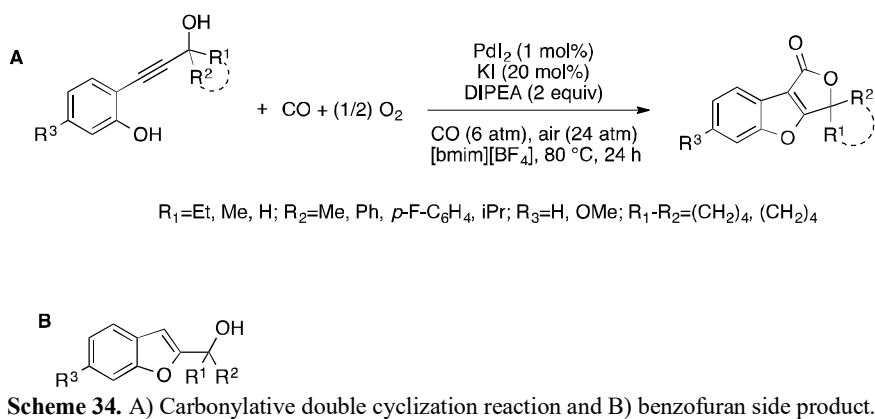 A
OH
R¹
R²
R³
OH
+ CO + (1/2) O₂
PdI₂ (1 mol%)
KI (20 mol%)
DIPEA (2 equiv)
CO (6 atm), air (24 atm)
[bmim][BF₄], 80 °C, 24 h
O
O
R²
R¹
O
R³
R₁=Et, Me, H; R₂=Me, Ph, p-F-C₆H₄, iPr; R₃=H, OMe; R₁-R₂=(CH₂)₄, (CH₂)₄
B
OH
R³
O
R¹ R²
Scheme 34. A) Carbonylative double cyclization reaction and B) benzofuran side product.